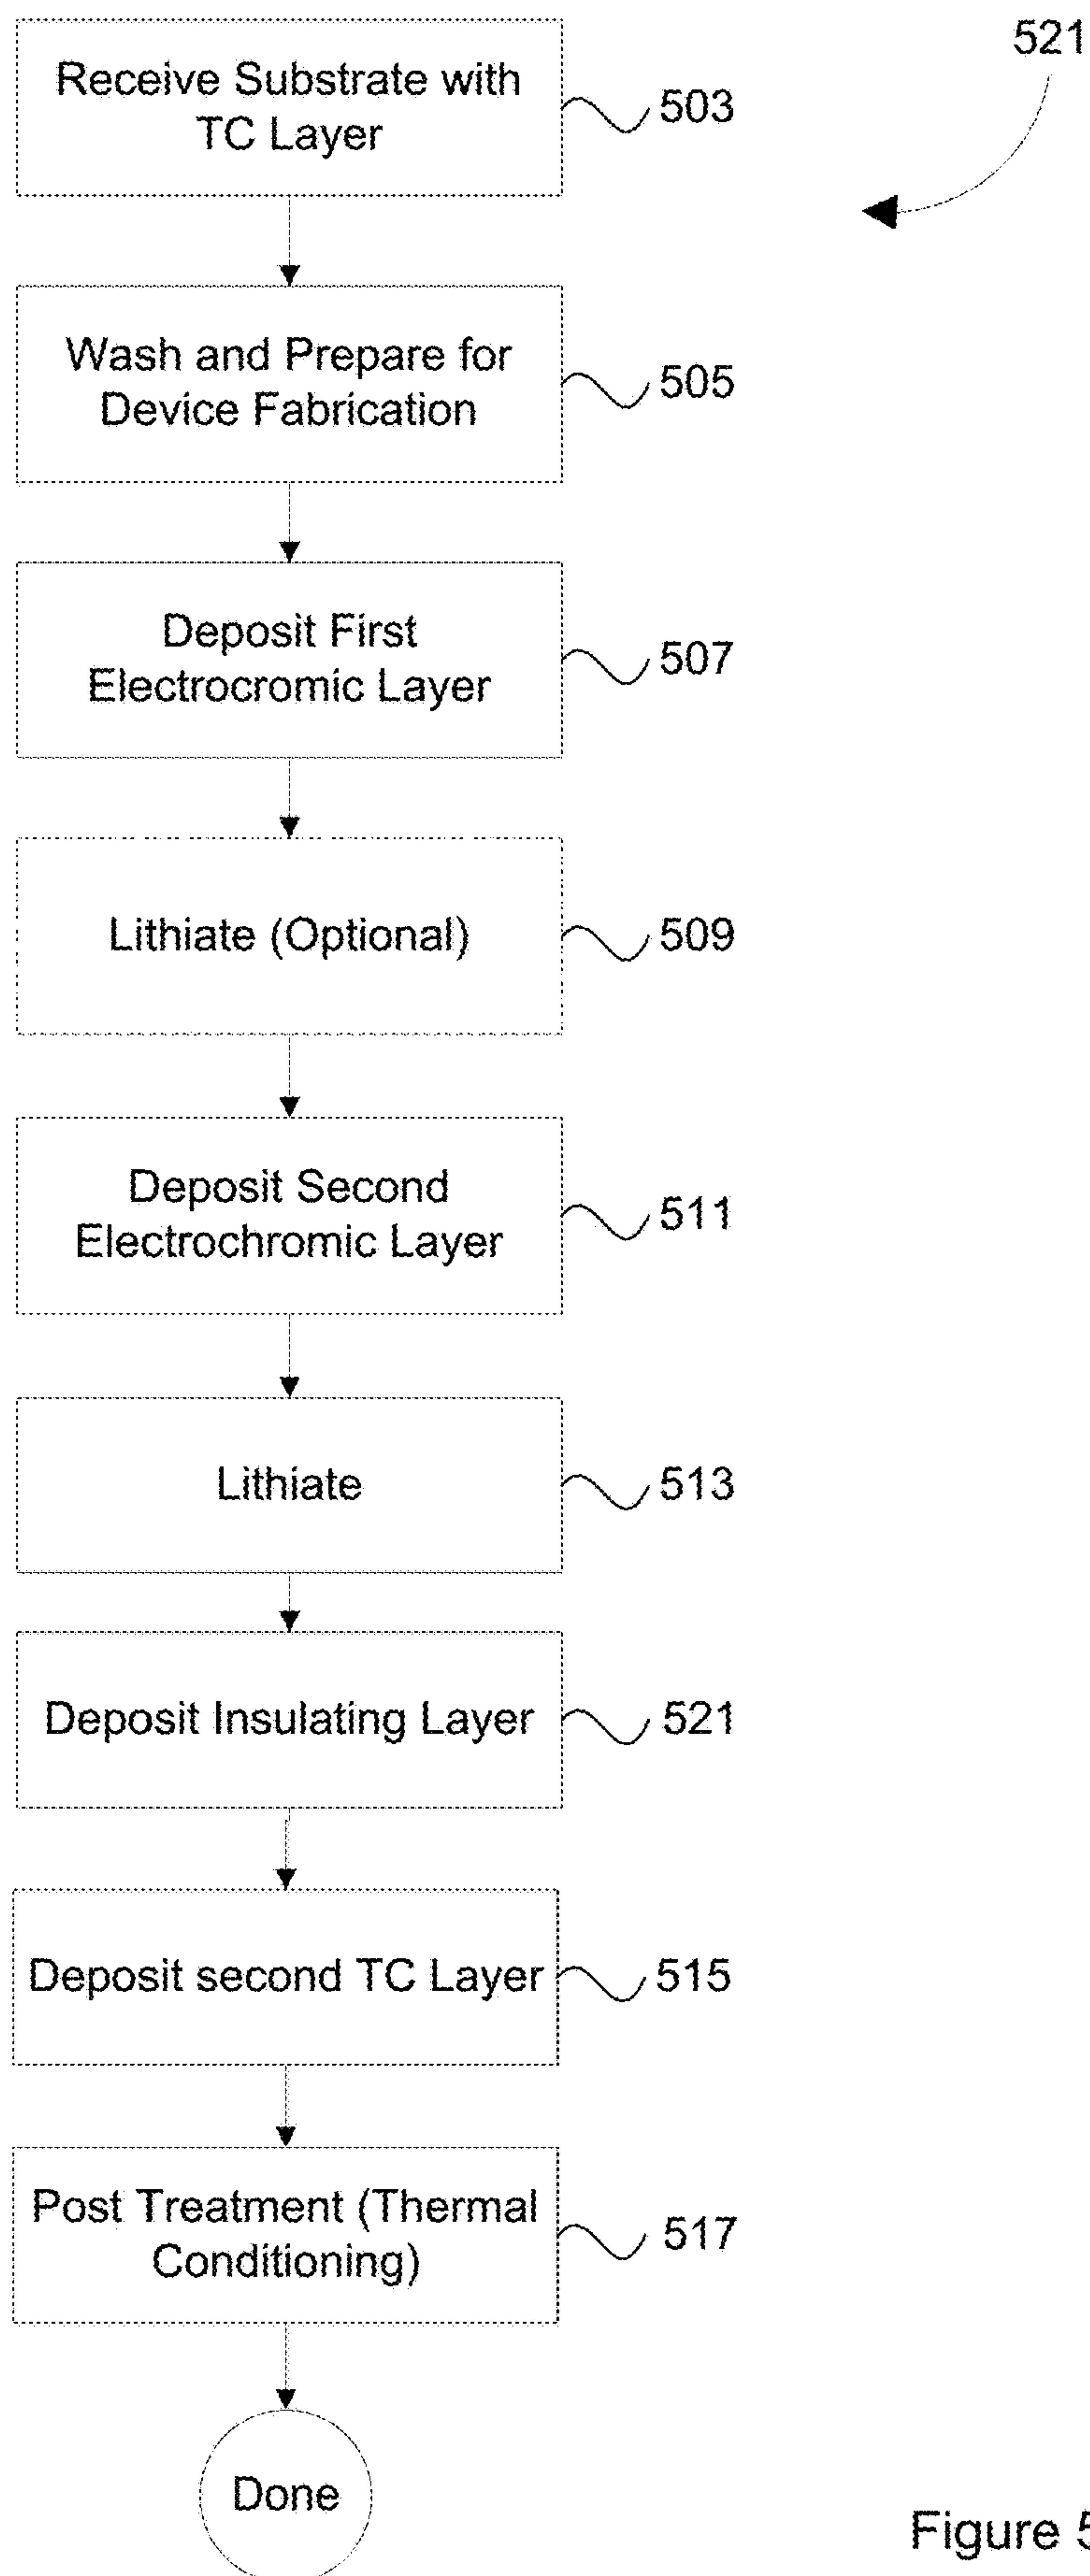 521
Receive Substrate with
TC Layer
503
Wash and Prepare for
Device Fabrication
505
Deposit First
Electrocromic Layer
507
Lithiate (Optional)
509
Deposit Second
Electrochromic Layer
511
Lithiate
513
Deposit Insulating Layer
521
Deposit second TC Layer
515
Post Treatment (Thermal
Conditioning)
517
Done
Figure 5